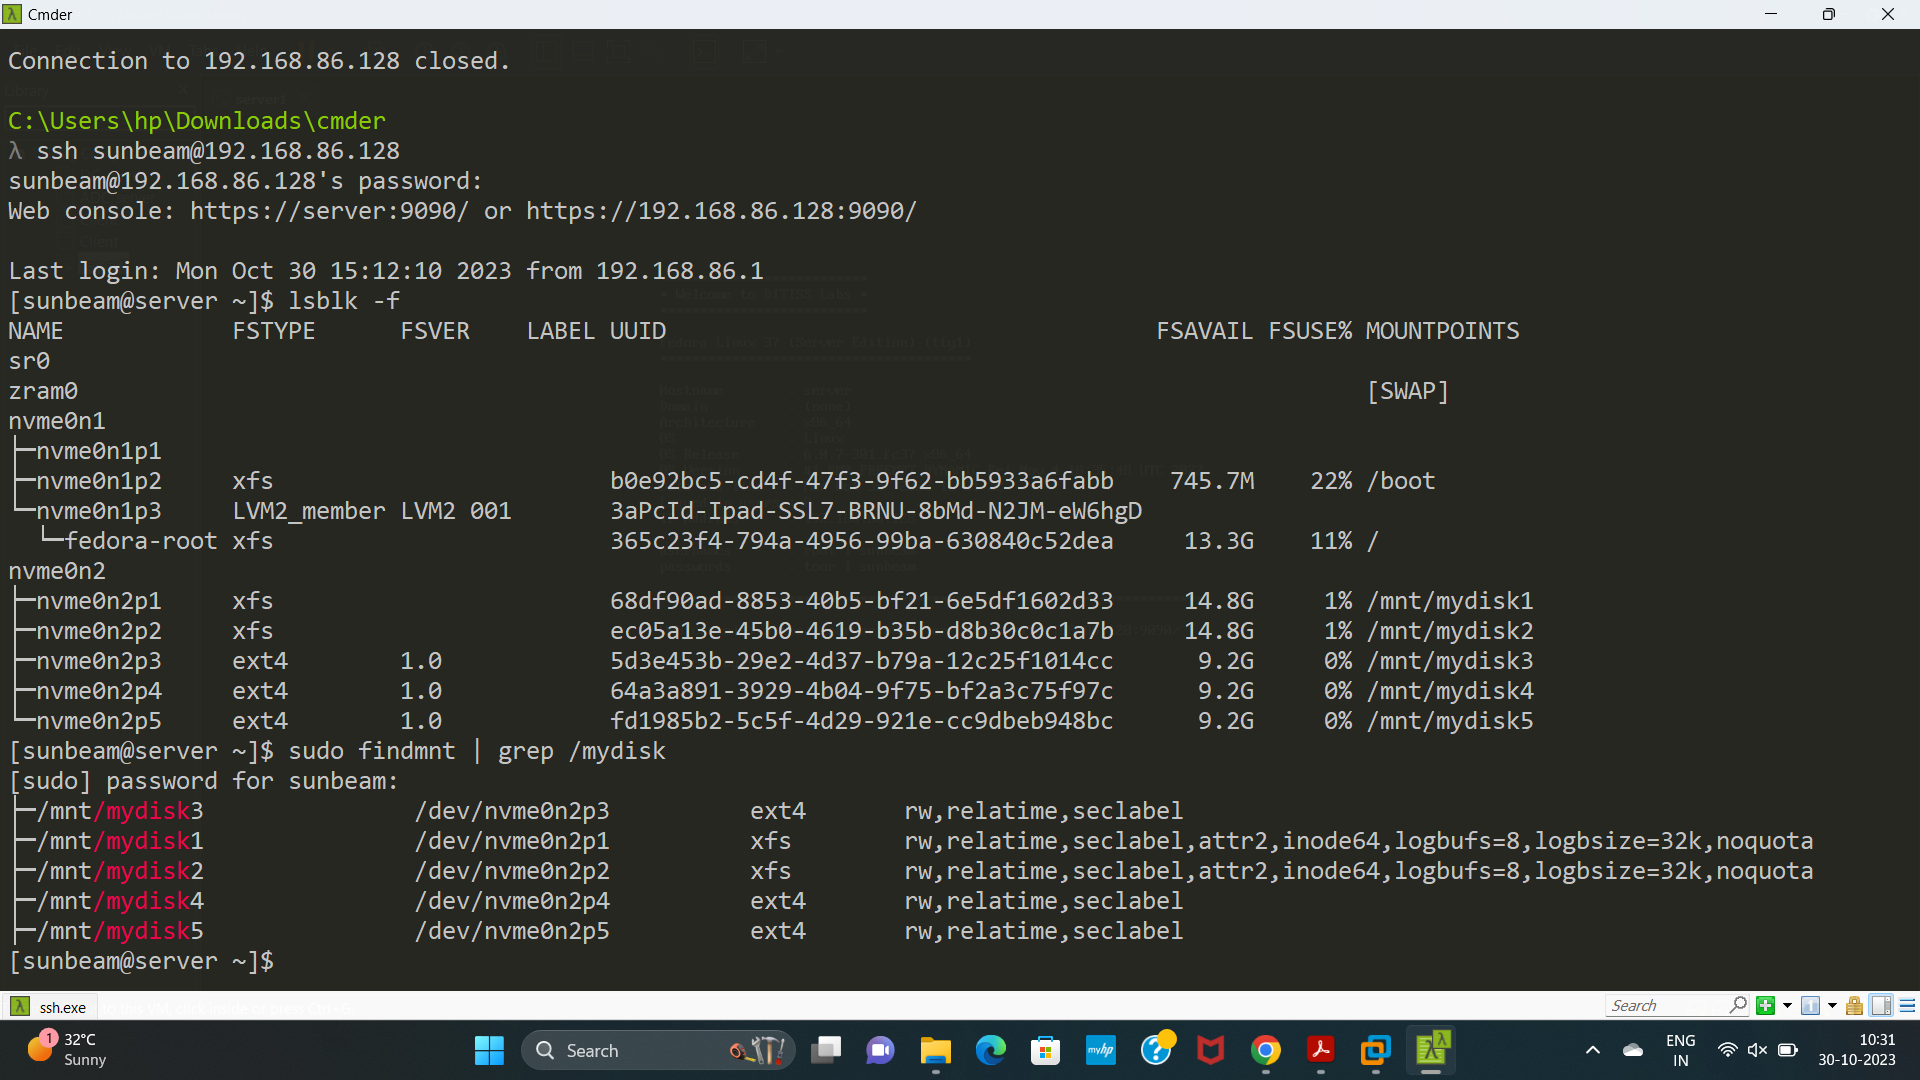 Cmder
Connection to 192.168.86.128 closed.
C:\Users\hp\Downloads\cmder
λ ssh sunbeam@192.168.86.128
sunbeam@192.168.86.128's password:
Web console: https://server:9090/ or https://192.168.86.128:9090/
Last login: Mon Oct 30 15:12:10 2023 from 192.168.86.1
[sunbeam@server ~]$ lsblk -f
NAME FSTYPE FSVER LABEL UUID FSAVAIL FSUSE% MOUNTPOINTS
sr0
zram0 [SWAP]
nvme0n1
├─nvme0n1p1
├─nvme0n1p2 xfs b0e92bc5-cd4f-47f3-9f62-bb5933a6fabb 745.7M 22% /boot
└─nvme0n1p3 LVM2_member LVM2 001 3aPcId-Ipad-SSL7-BRNU-8bMd-N2JM-eW6hgD
└─fedora-root xfs 365c23f4-794a-4956-99ba-630840c52dea 13.3G 11% /
nvme0n2
├─nvme0n2p1 xfs 68df90ad-8853-40b5-bf21-6e5df1602d33 14.8G 1% /mnt/mydisk1
├─nvme0n2p2 xfs ec05a13e-45b0-4619-b35b-d8b30c0c1a7b 14.8G 1% /mnt/mydisk2
├─nvme0n2p3 ext4 1.0 5d3e453b-29e2-4d37-b79a-12c25f1014cc 9.2G 0% /mnt/mydisk3
├─nvme0n2p4 ext4 1.0 64a3a891-3929-4b04-9f75-bf2a3c75f97c 9.2G 0% /mnt/mydisk4
└─nvme0n2p5 ext4 1.0 fd1985b2-5c5f-4d29-921e-cc9dbeb948bc 9.2G 0% /mnt/mydisk5
[sunbeam@server ~]$ sudo findmnt | grep /mydisk
[sudo] password for sunbeam:
├─/mnt/mydisk3 /dev/nvme0n2p3 ext4 rw,relatime,seclabel
├─/mnt/mydisk1 /dev/nvme0n2p1 xfs rw,relatime,seclabel,attr2,inode64,logbufs=8,logbsize=32k,noquota
├─/mnt/mydisk2 /dev/nvme0n2p2 xfs rw,relatime,seclabel,attr2,inode64,logbufs=8,logbsize=32k,noquota
├─/mnt/mydisk4 /dev/nvme0n2p4 ext4 rw,relatime,seclabel
├─/mnt/mydisk5 /dev/nvme0n2p5 ext4 rw,relatime,seclabel
[sunbeam@server ~]$
ssh.exe Search
1 32°C
Sunny
Search
myhp
ENG
IN
10:31
30-10-2023